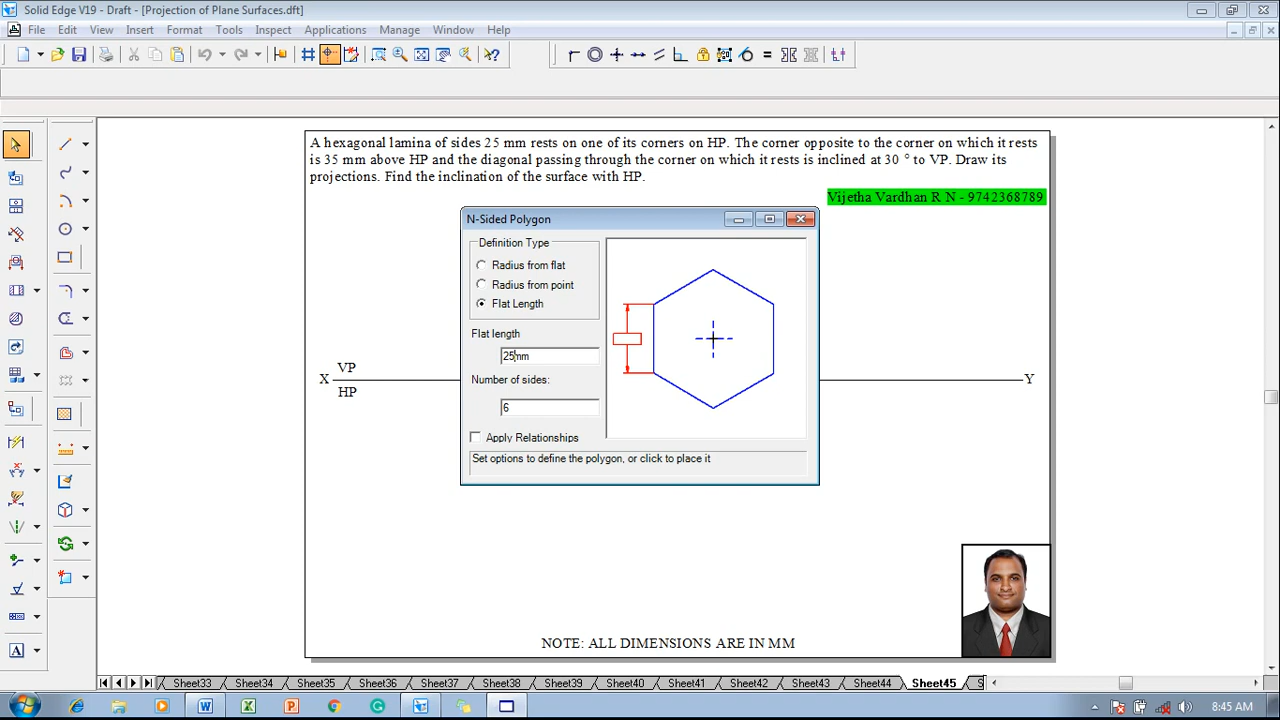 Solid Edge V19 - Draft - [Projection of Plane Surfaces.dft]
File Edit View Insert Format Tools Inspect Applications Manage Window Help
A hexagonal lamina of sides 25 mm rests on one of its corners on HP. The corner opposite to the corner on which it rests
is 35 mm above HP and the diagonal passing through the corner on which it rests is inclined at 30 ° to VP. Draw its
projections. Find the inclination of the surface with HP.
Vijetha Vardhan R N - 9742368789
N-Sided Polygon
Definition Type
Radius from flat
Radius from point
Flat Length
Flat length
25mm
Number of sides:
6
Apply Relationships
Set options to define the polygon, or click to place it
VP
X Y
HP
NOTE: ALL DIMENSIONS ARE IN MM
Sheet33 Sheet34 Sheet35 Sheet36 Sheet37 Sheet38 Sheet39 Sheet40 Sheet41 Sheet42 Sheet43 Sheet44 Sheet45 S
8:45 AM